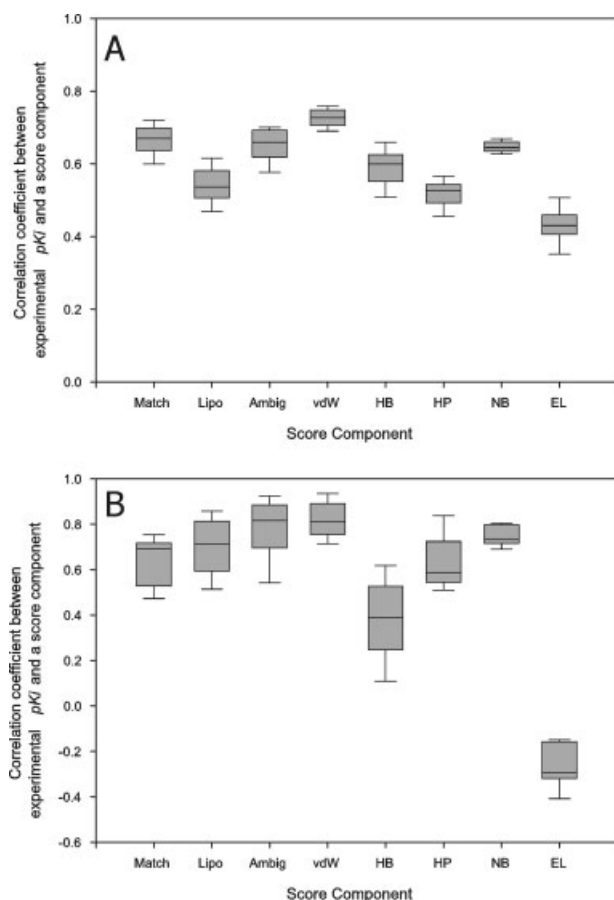 A
Correlation coefficient between
experimental pKi and a score component
1.0
0.8
0.6
0.4
0.2
0.0
Match Lipo Ambig vdW HB HP NB EL
Score Component
B
Correlation coefficient between
experimental pKi and a score component
1.0
0.8
0.6
0.4
0.2
0.0
-0.2
-0.4
-0.6
Match Lipo Ambig vdW HB HP NB EL
Score Component